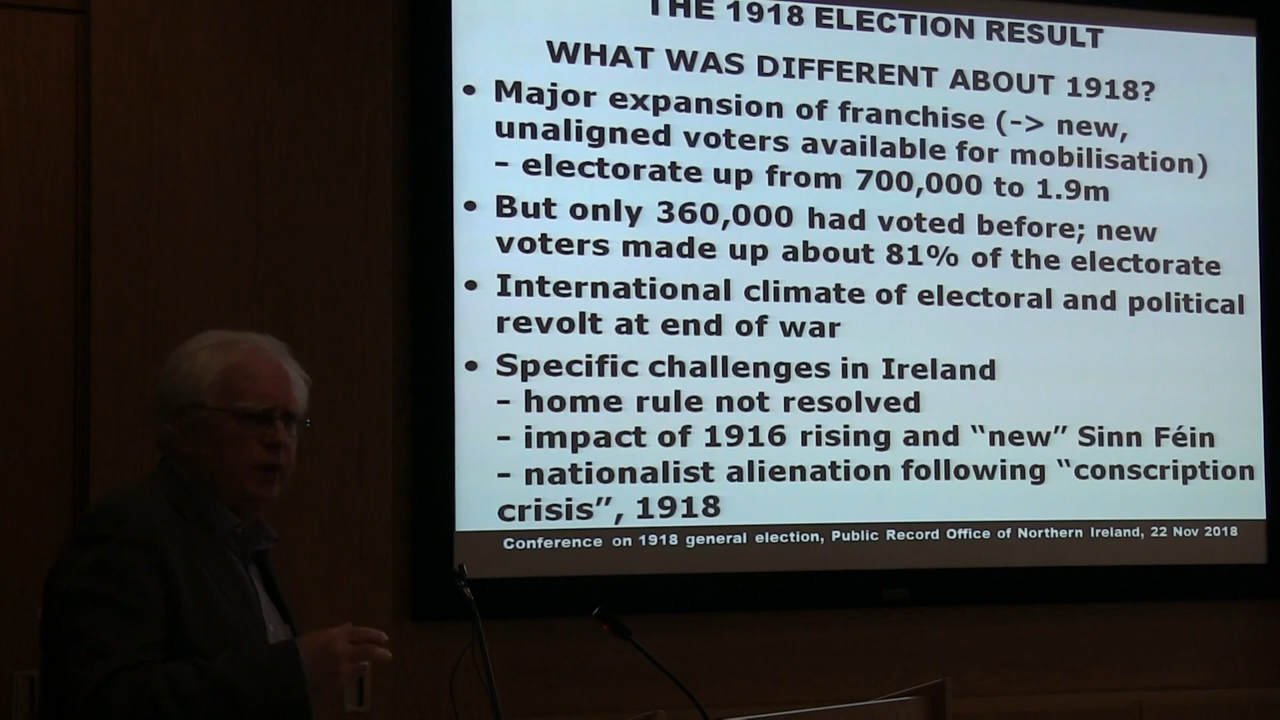 THE 1918 ELECTION RESULT
WHAT WAS DIFFERENT ABOUT 1918?
• Major expansion of franchise (-> new,
unaligned voters available for mobilisation)
– electorate up from 700,000 to 1.9m
• But only 360,000 had voted before; new
voters made up about 81% of the electorate
• International climate of electoral and political
revolt at end of war
• Specific challenges in Ireland
– home rule not resolved
– impact of 1916 rising and “new” Sinn Féin
– nationalist alienation following “conscription
crisis”, 1918
Conference on 1918 general election, Public Record Office of Northern Ireland, 22 Nov 2018